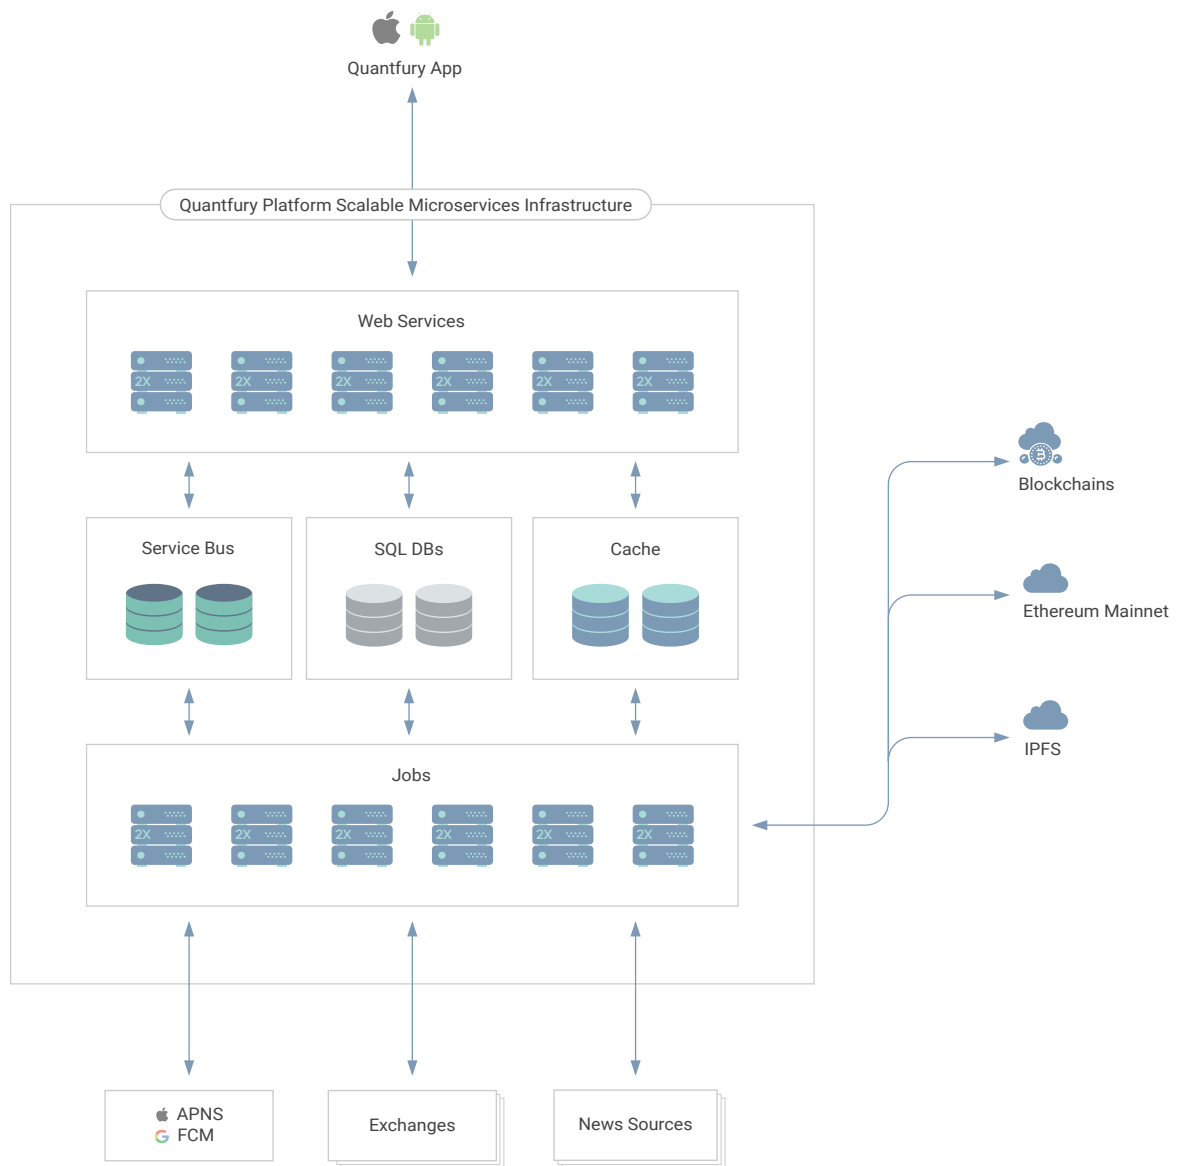 Quantfury App
Quantfury Platform Scalable Microservices Infrastructure
Web Services
2X 2X 2X 2X 2X 2X
Blockchains
Service Bus
SQL DBs
Cache
Ethereum Mainnet
IPFS
Jobs
2X 2X 2X 2X 2X 2X
APNS
FCM
Exchanges
News Sources